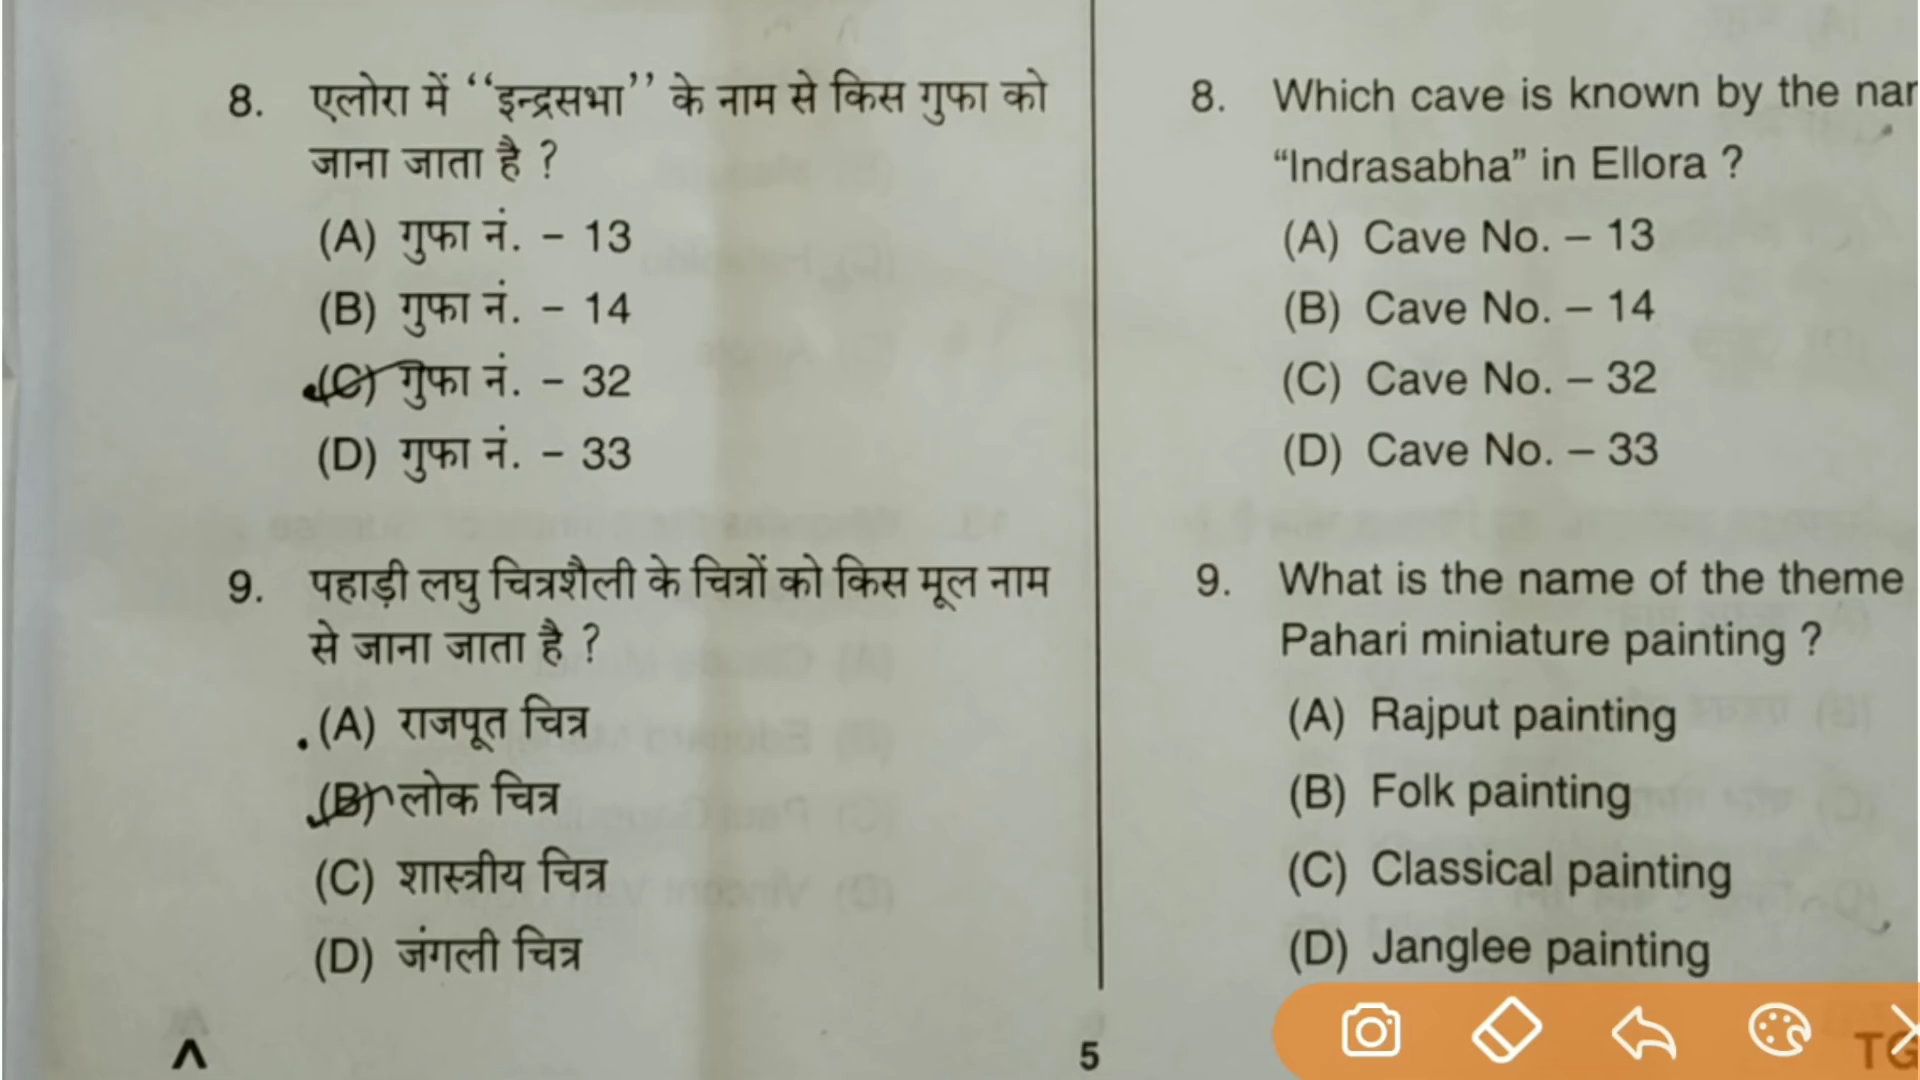 8. एलोरा में ‘‘इन्द्रसभा’’ के नाम से किस गुफा को
जाना जाता है ?
(A) गुफा नं. – 13
(B) गुफा नं. – 14
(C) गुफा नं. – 32
(D) गुफा नं. – 33
9. पहाड़ी लघु चित्रशैली के चित्रों को किस मूल नाम
से जाना जाता है ?
(A) राजपूत चित्र
(B) लोक चित्र
(C) शास्त्रीय चित्र
(D) जंगली चित्र
8. Which cave is known by the
“Indrasabha” in Ellora ?
(A) Cave No. – 13
(B) Cave No. – 14
(C) Cave No. – 32
(D) Cave No. – 33
9. What is the name of the theme
Pahari miniature painting ?
(A) Rajput painting
(B) Folk painting
(C) Classical painting
(D) Janglee painting
5
TG